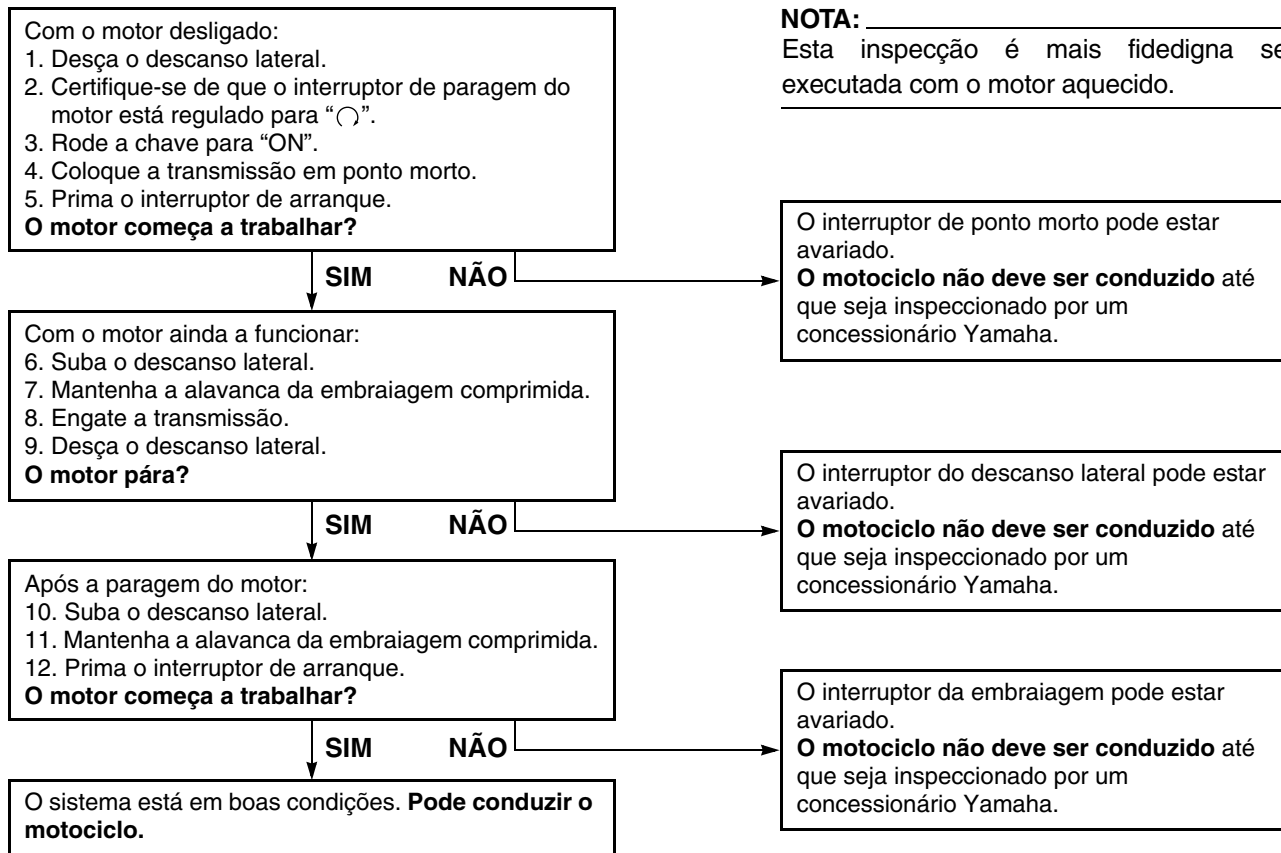 Com o motor desligado:
1. Desça o descanso lateral.
2. Certifique-se de que o interruptor de paragem do
motor está regulado para “ ”.
3. Rode a chave para “ON”.
4. Coloque a transmissão em ponto morto.
5. Prima o interruptor de arranque.
O motor começa a trabalhar?
SIM NÃO
Com o motor ainda a funcionar:
6. Suba o descanso lateral.
7. Mantenha a alavanca da embraiagem comprimida.
8. Engate a transmissão.
9. Desça o descanso lateral.
O motor pára?
SIM NÃO
Após a paragem do motor:
10. Suba o descanso lateral.
11. Mantenha a alavanca da embraiagem comprimida.
12. Prima o interruptor de arranque.
O motor começa a trabalhar?
SIM NÃO
O sistema está em boas condições. Pode conduzir o
motociclo.
NOTA:
Esta inspecção é mais fidedigna se
executada com o motor aquecido.
O interruptor de ponto morto pode estar
avariado.
O motociclo não deve ser conduzido até
que seja inspeccionado por um
concessionário Yamaha.
O interruptor do descanso lateral pode estar
avariado.
O motociclo não deve ser conduzido até
que seja inspeccionado por um
concessionário Yamaha.
O interruptor da embraiagem pode estar
avariado.
O motociclo não deve ser conduzido até
que seja inspeccionado por um
concessionário Yamaha.